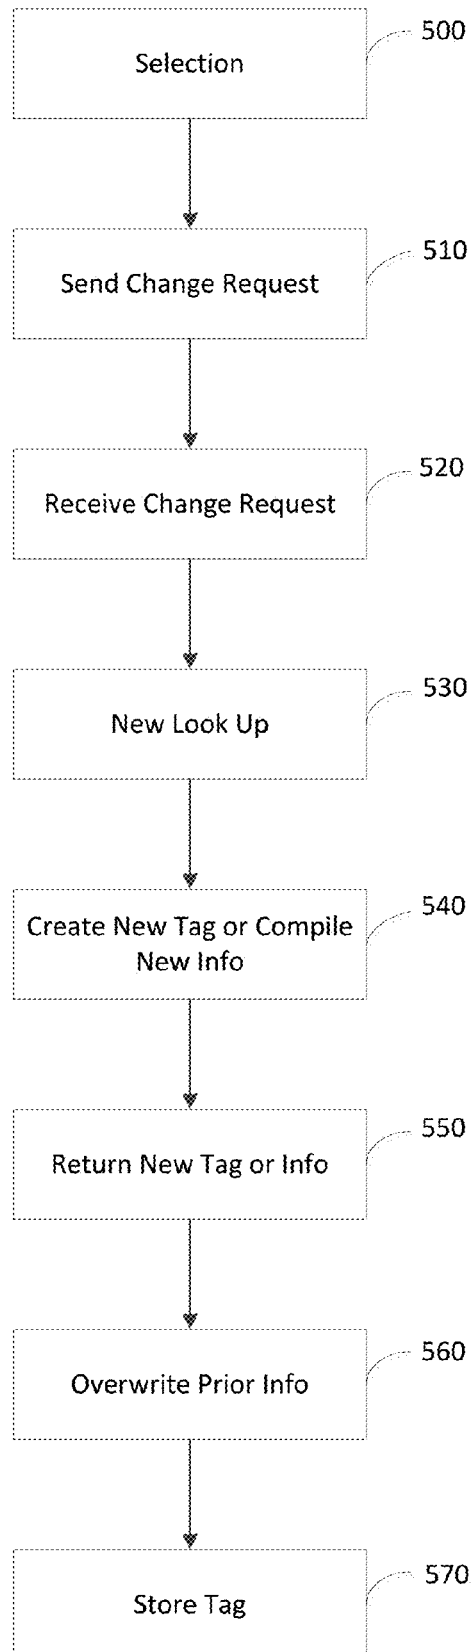 Selection
500
Send Change Request
510
Receive Change Request
520
New Look Up
530
Create New Tag or Compile
New Info
540
Return New Tag or Info
550
Overwrite Prior Info
560
Store Tag
570